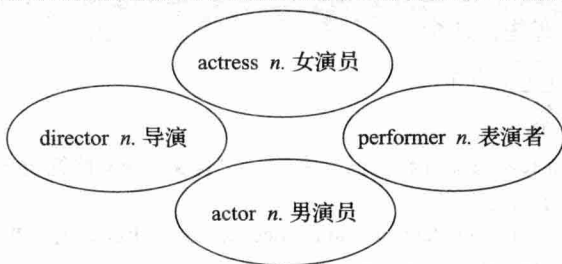 actress n. 女演员
director n. 导演
performer n. 表演者
actor n. 男演员